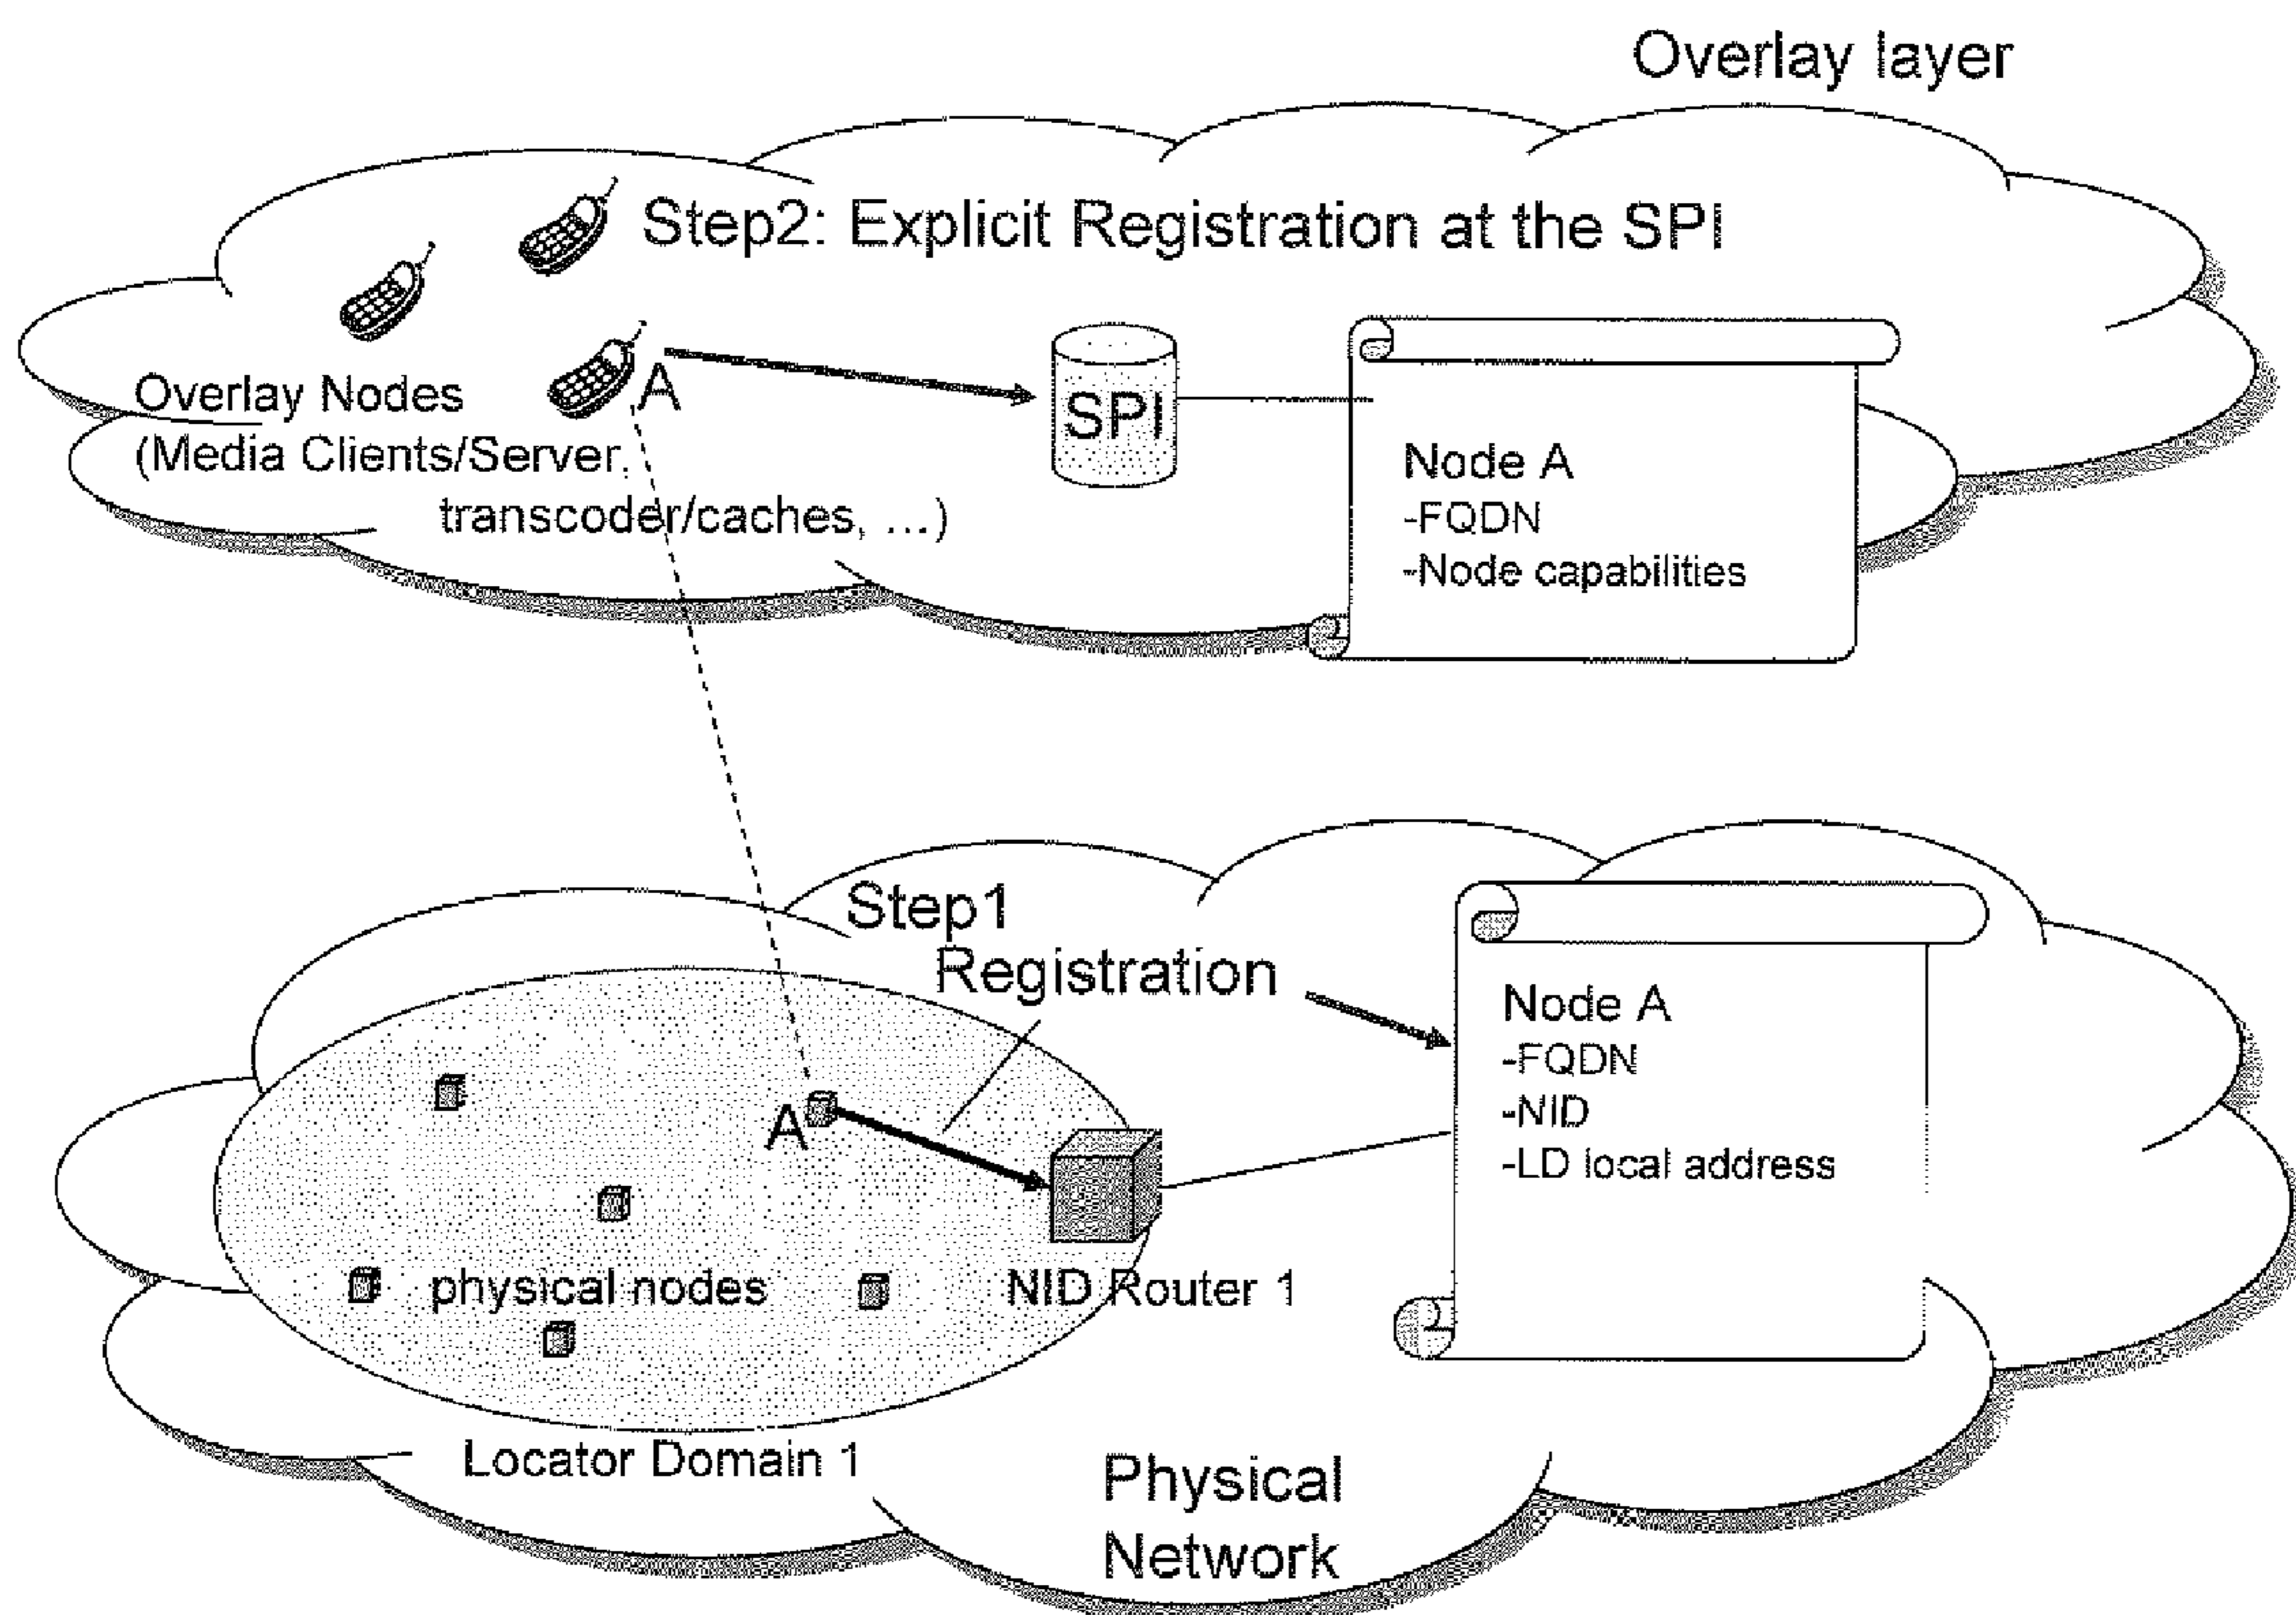 Overlay layer
Step2: Explicit Registration at the SPI
Overlay Nodes
A
(Media Clients/Server,
transcoder/caches, ...)
SPI
Node A
-FQDN
-Node capabilities
Step1
Registration
Node A
-FQDN
-NID
-LD local address
A
physical nodes
NID Router 1
Locator Domain 1
Physical
Network